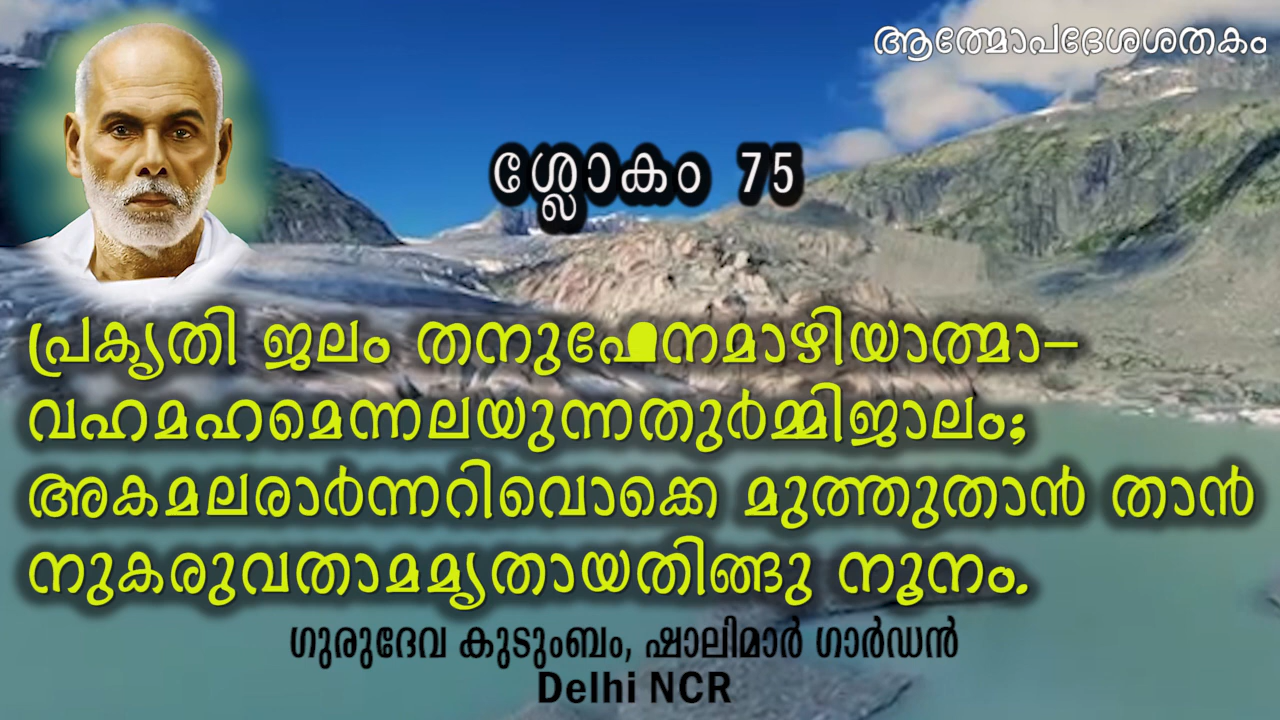 ആത്മോപദേശശതകം
ശ്ലോകം 75
പ്രകൃതി ജലം തനുഫേനമാഴിയാത്മാ-
വഹമഹമെന്നലയുന്നതുർമ്മിജാലം;
അകമലരാർന്നറിവൊക്കെ മുത്തുതാൻ താൻ
നുകരുവതാമമൃതായതിങ്ങു നൂനം.
ഗുരുദേവ കുടുംബം, ഷാലിമാർ ഗാർഡൻ
Delhi NCR